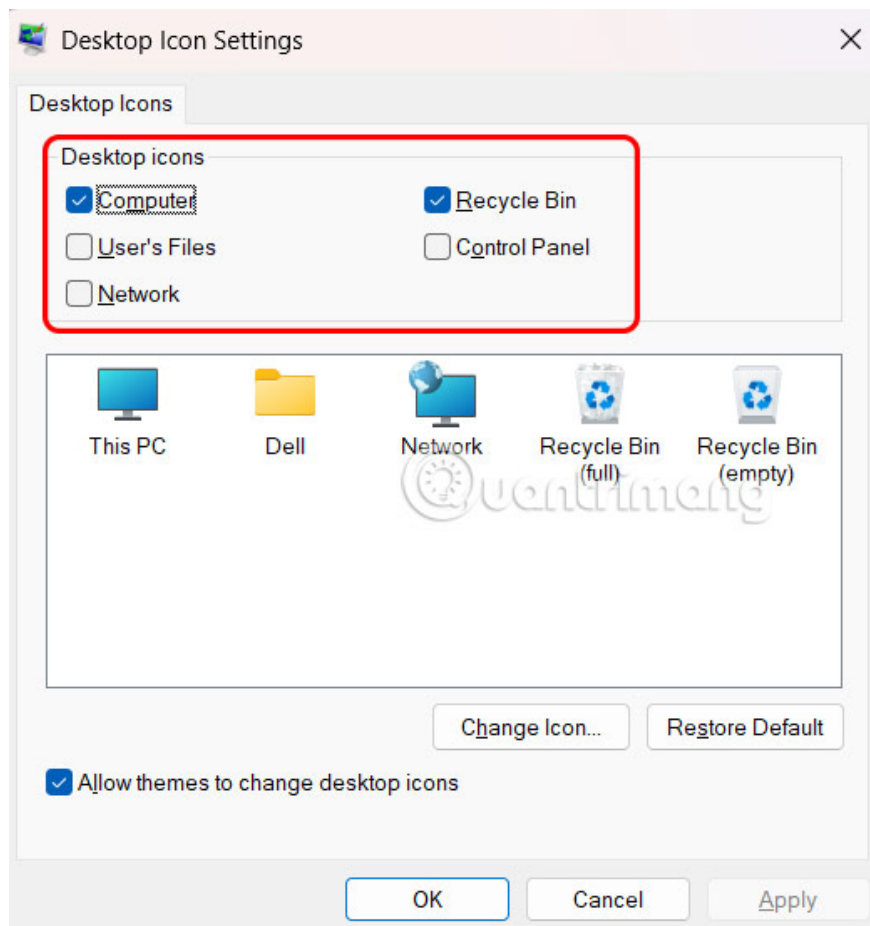 Desktop Icon Settings
Desktop Icons
Desktop icons
Computer
Recycle Bin
User's Files
Control Panel
Network
This PC
Dell
Network
Recycle Bin
(full)
Recycle Bin
(empty)
Quantrimang
Change Icon...
Restore Default
Allow themes to change desktop icons
OK
Cancel
Apply